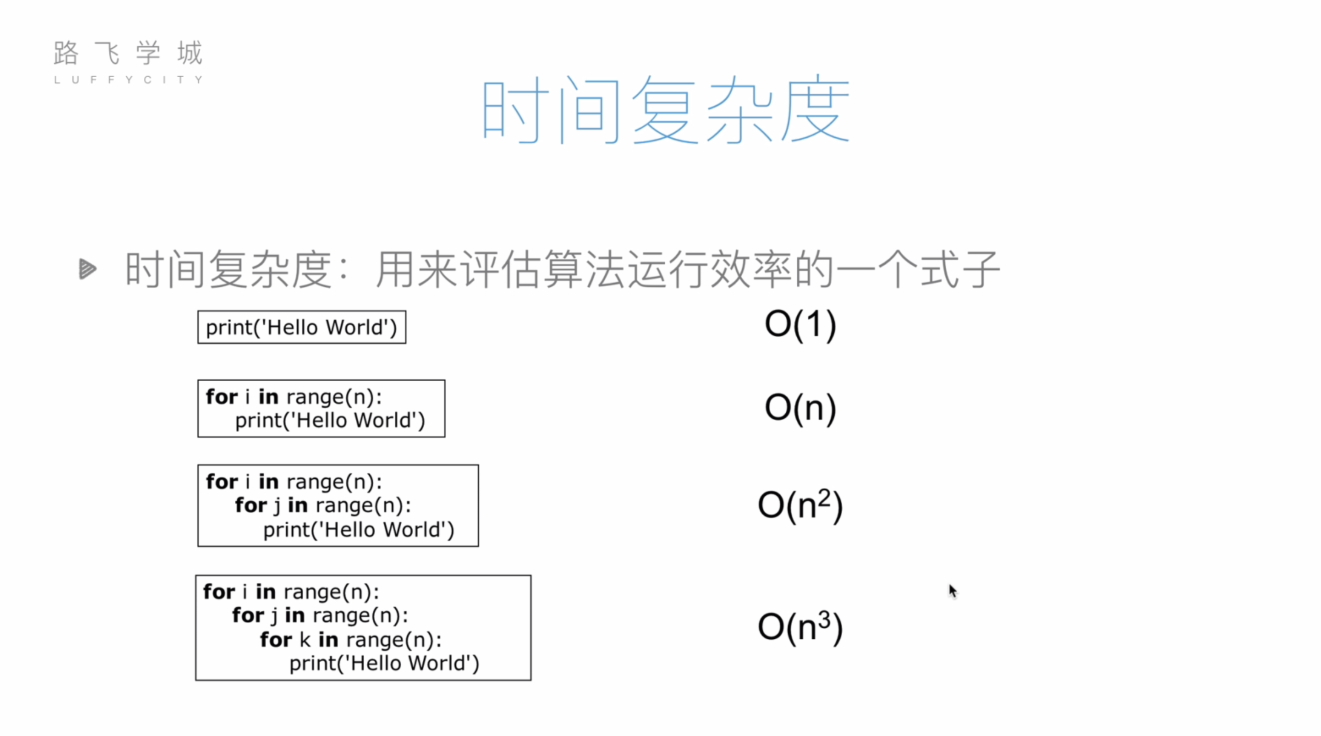 路飞学城
LUFFYCITY
时间复杂度
时间复杂度：用来评估算法运行效率的一个式子
print('Hello World')
O(1)
for i in range(n):
print('Hello World')
O(n)
for i in range(n):
for j in range(n):
print('Hello World')
O(n²)
for i in range(n):
for j in range(n):
for k in range(n):
print('Hello World')
O(n³)